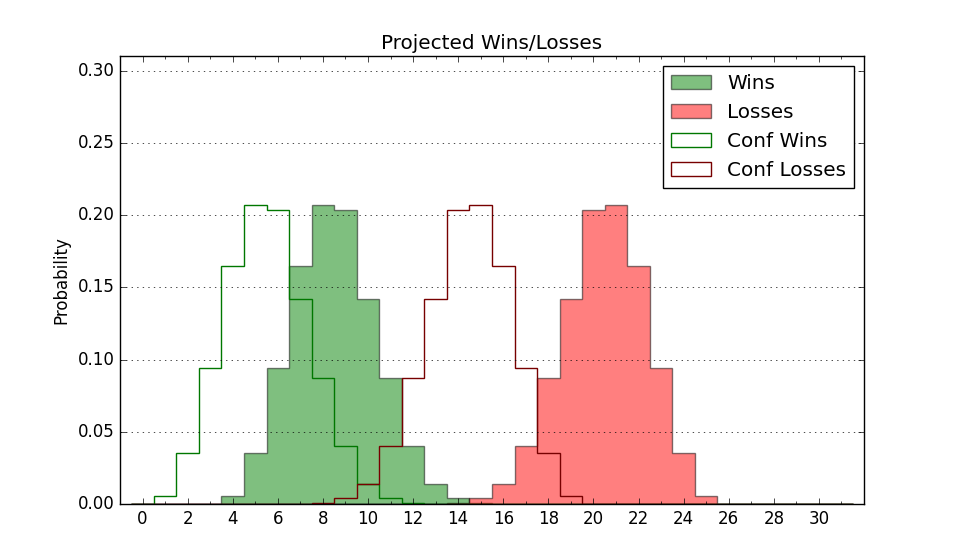 Projected Wins/Losses
0.30
0.25
0.20
0.15
0.10
0.05
0.00
Probability
Wins
Losses
Conf Wins
Conf Losses
0 2 4 6 8 10 12 14 16 18 20 22 24 26 28 30